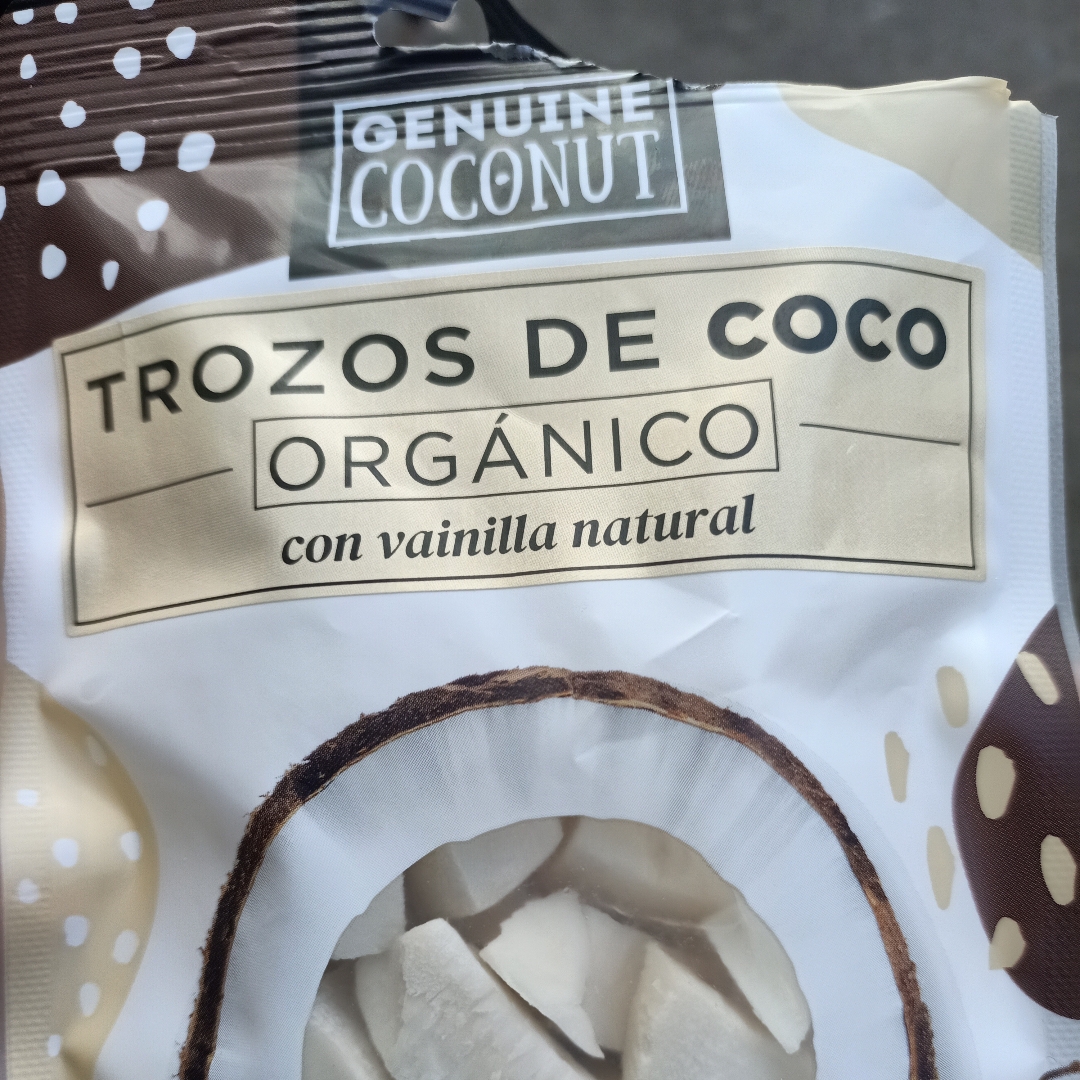 GENUINE
COCONUT
TROZOS DE COCO
ORGÁNICO
con vainilla natural